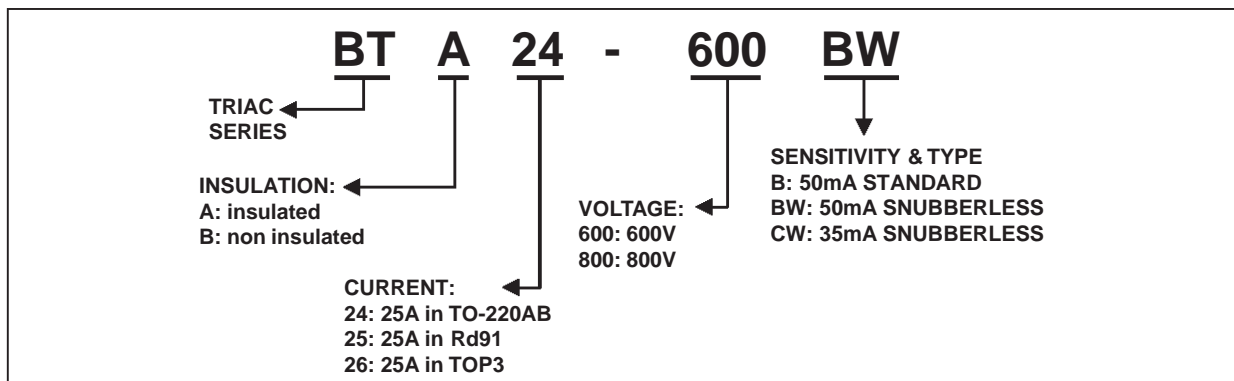 BT A 24 - 600 BW
TRIAC
SERIES
INSULATION:
A: insulated
B: non insulated
CURRENT:
24: 25A in TO-220AB
25: 25A in Rd91
26: 25A in TOP3
VOLTAGE:
600: 600V
800: 800V
SENSITIVITY & TYPE
B: 50mA STANDARD
BW: 50mA SNUBBERLESS
CW: 35mA SNUBBERLESS